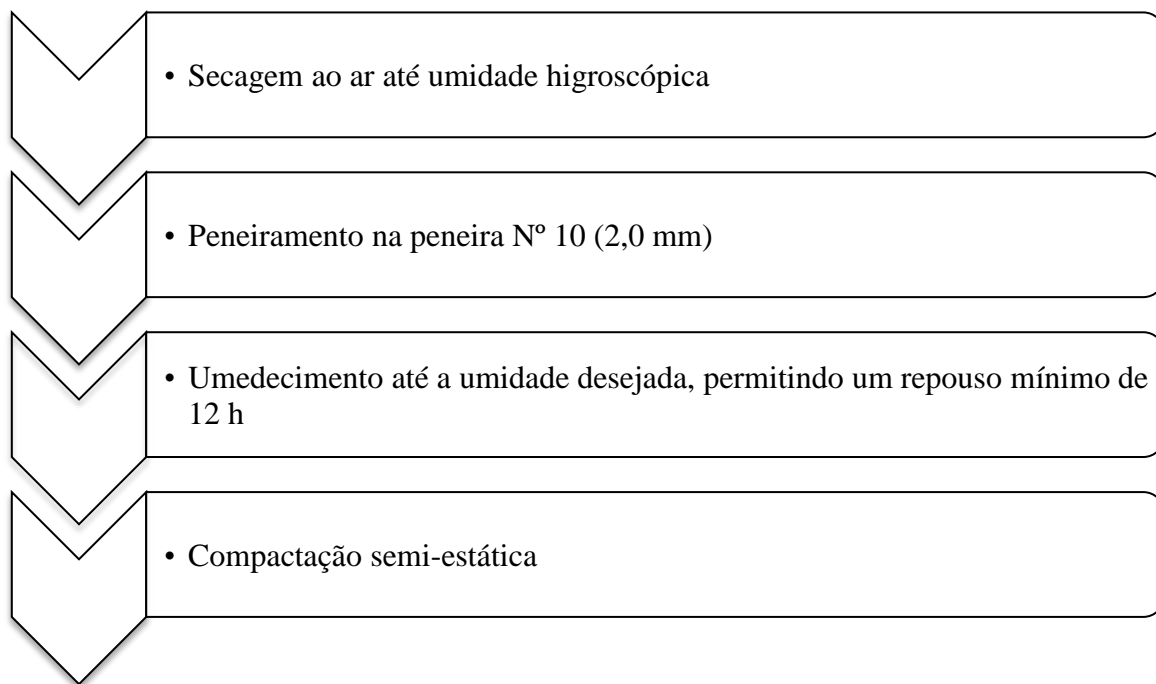 • Secagem ao ar até umidade higroscópica
• Peneiramento na peneira Nº 10 (2,0 mm)
• Umedecimento até a umidade desejada, permitindo um repouso mínimo de
12 h
• Compactação semi-estática